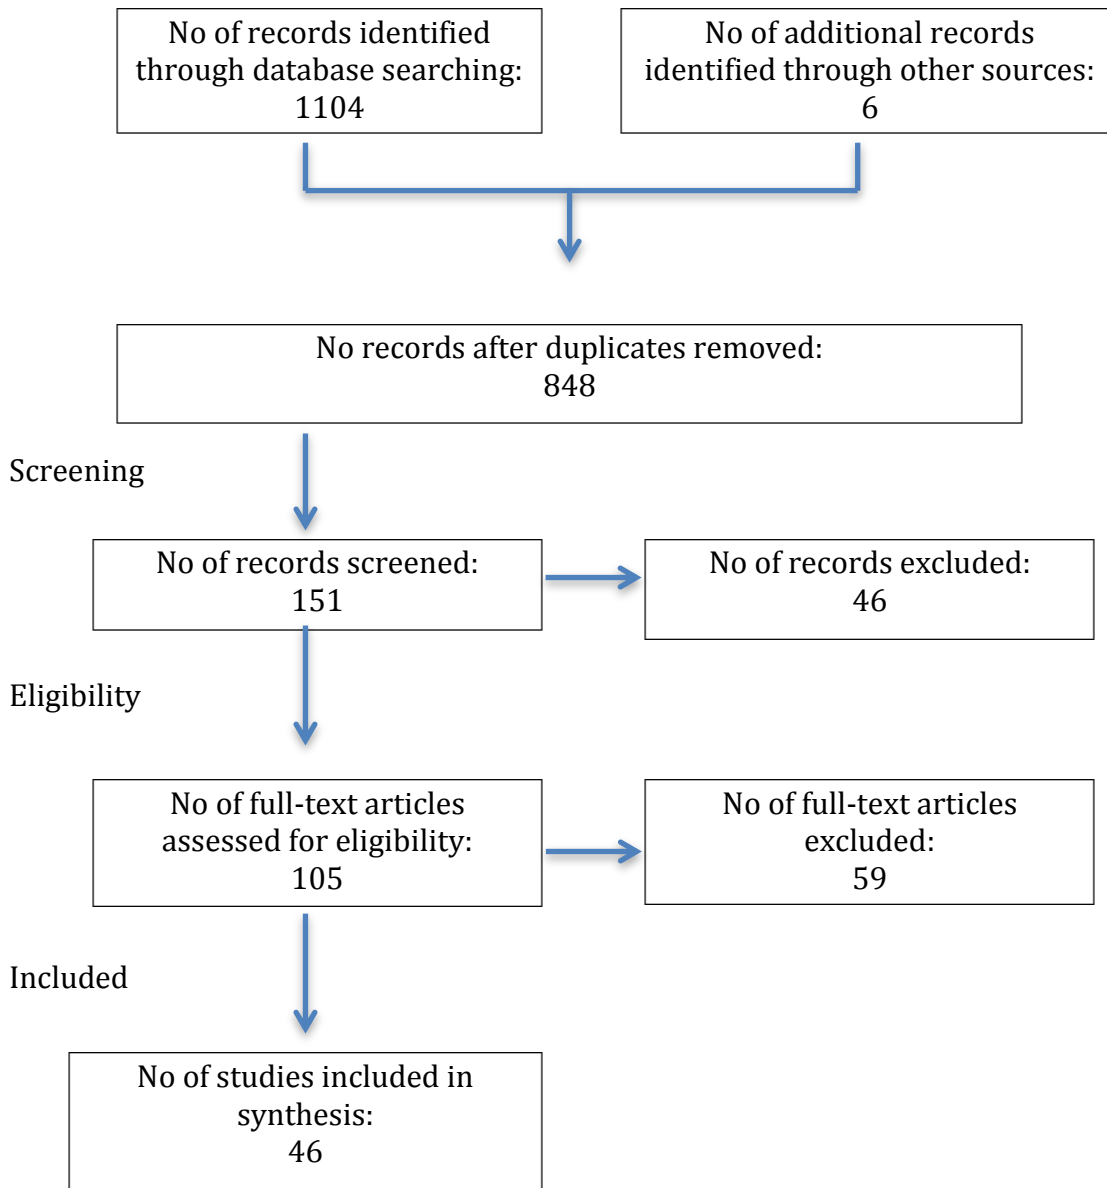 No of records identified
through database searching:
1104
No of additional records
identified through other sources:
6
No records after duplicates removed:
848
Screening
No of records screened:
151
No of records excluded:
46
Eligibility
No of full-text articles
assessed for eligibility:
105
No of full-text articles
excluded:
59
Included
No of studies included in
synthesis:
46